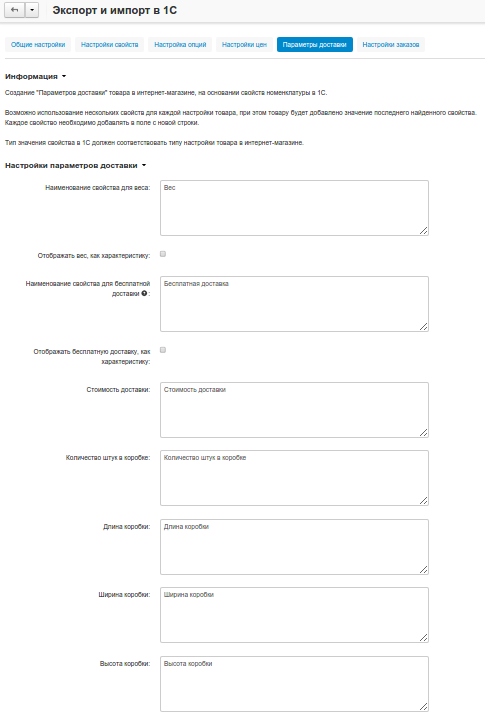 Экспорт и импорт в 1С
Общие настройки
Настройки свойств
Настройка опций
Настройки цен
Параметры доставки
Настройки заказов
Информация
Создание "Параметров доставки" товара в интернет-магазине, на основании свойств номенклатуры в 1С.
Возможно использование нескольких свойств для каждой настройки товара, при этом товару будет добавлено значение последнего найденного свойства.
Каждое свойство необходимо добавлять в поле с новой строки.
Тип значения свойства в 1С должен соответствовать типу настройки товара в интернет-магазине.
Настройки параметров доставки
Наименование свойства для веса:
Вес
Отображать вес, как характеристику:
Наименование свойства для бесплатной
доставки ?:
Бесплатная доставка
Отображать бесплатную доставку, как
характеристику:
Стоимость доставки:
Стоимость доставки
Количество штук в коробке:
Количество штук в коробке
Длина коробки:
Длина коробки
Ширина коробки:
Ширина коробки
Высота коробки:
Высота коробки